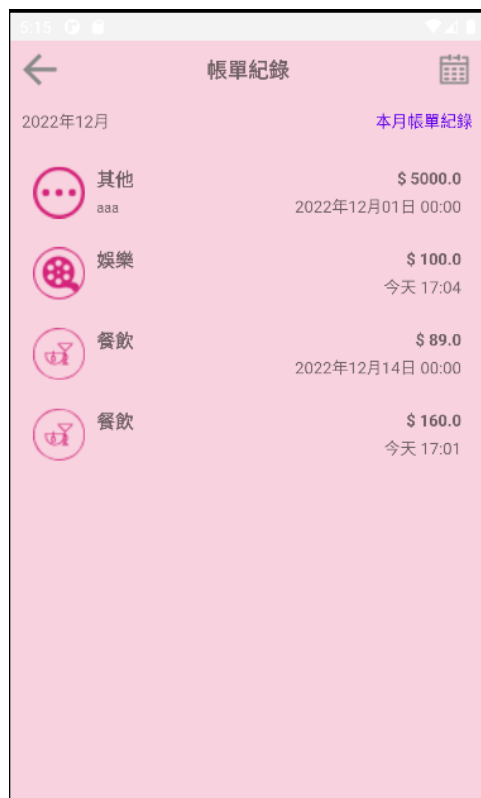 5:15
帳單紀錄
2022年12月
本月帳單紀錄
其他
$ 5000.0
aaa
2022年12月01日 00:00
娛樂
$ 100.0
今天 17:04
餐飲
$ 89.0
2022年12月14日 00:00
餐飲
$ 160.0
今天 17:01